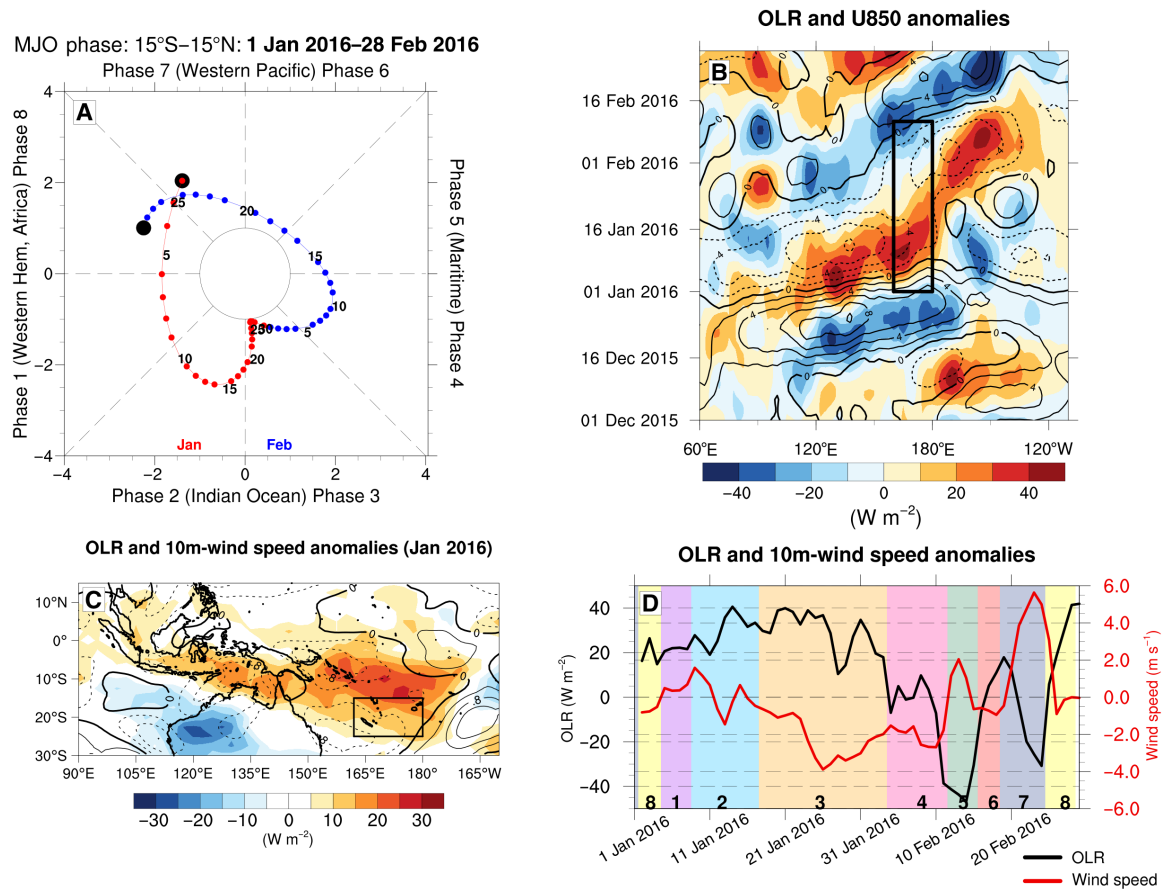 MJO phase: 15°S−15°N: 1 Jan 2016−28 Feb 2016
Phase 7 (Western Pacific) Phase 6
A
Phase 1 (Western Hem, Africa) Phase 8
Phase 5 (Maritime) Phase 4
4
2
0
−2
−4
−4 −2 0 2 4
25
20
5
15
10
10
5
2530
20
15
Jan Feb
Phase 2 (Indian Ocean) Phase 3
OLR and U850 anomalies
B
16 Feb 2016
01 Feb 2016
16 Jan 2016
01 Jan 2016
16 Dec 2015
01 Dec 2015
60°E 120°E 180°E 120°W
−40 −20 0 20 40
(W m−2)
OLR and 10m-wind speed anomalies (Jan 2016)
C
10°N
0°
10°S
20°S
30°S
90°E 105°E 120°E 135°E 150°E 165°E 180°E 165°W
−30 −20 −10 0 10 20 30
(W m−2)
OLR and 10m-wind speed anomalies
D
OLR (W m−2)
40
20
0
−20
−40
6.0
4.0
2.0
0.0
−2.0
−4.0
−6.0
Wind speed (m s−1)
8 1 2 3 4 5 6 7 8
1 Jan 2016
11 Jan 2016
21 Jan 2016
31 Jan 2016
10 Feb 2016
20 Feb 2016
OLR
Wind speed